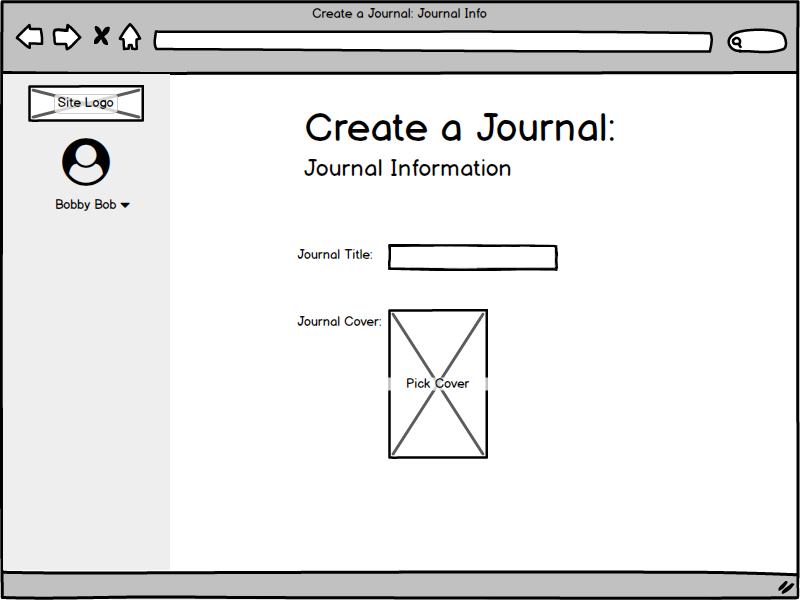 Create a Journal: Journal Info
Site Logo
Bobby Bob
Create a Journal:
Journal Information
Journal Title:
Journal Cover:
Pick Cover